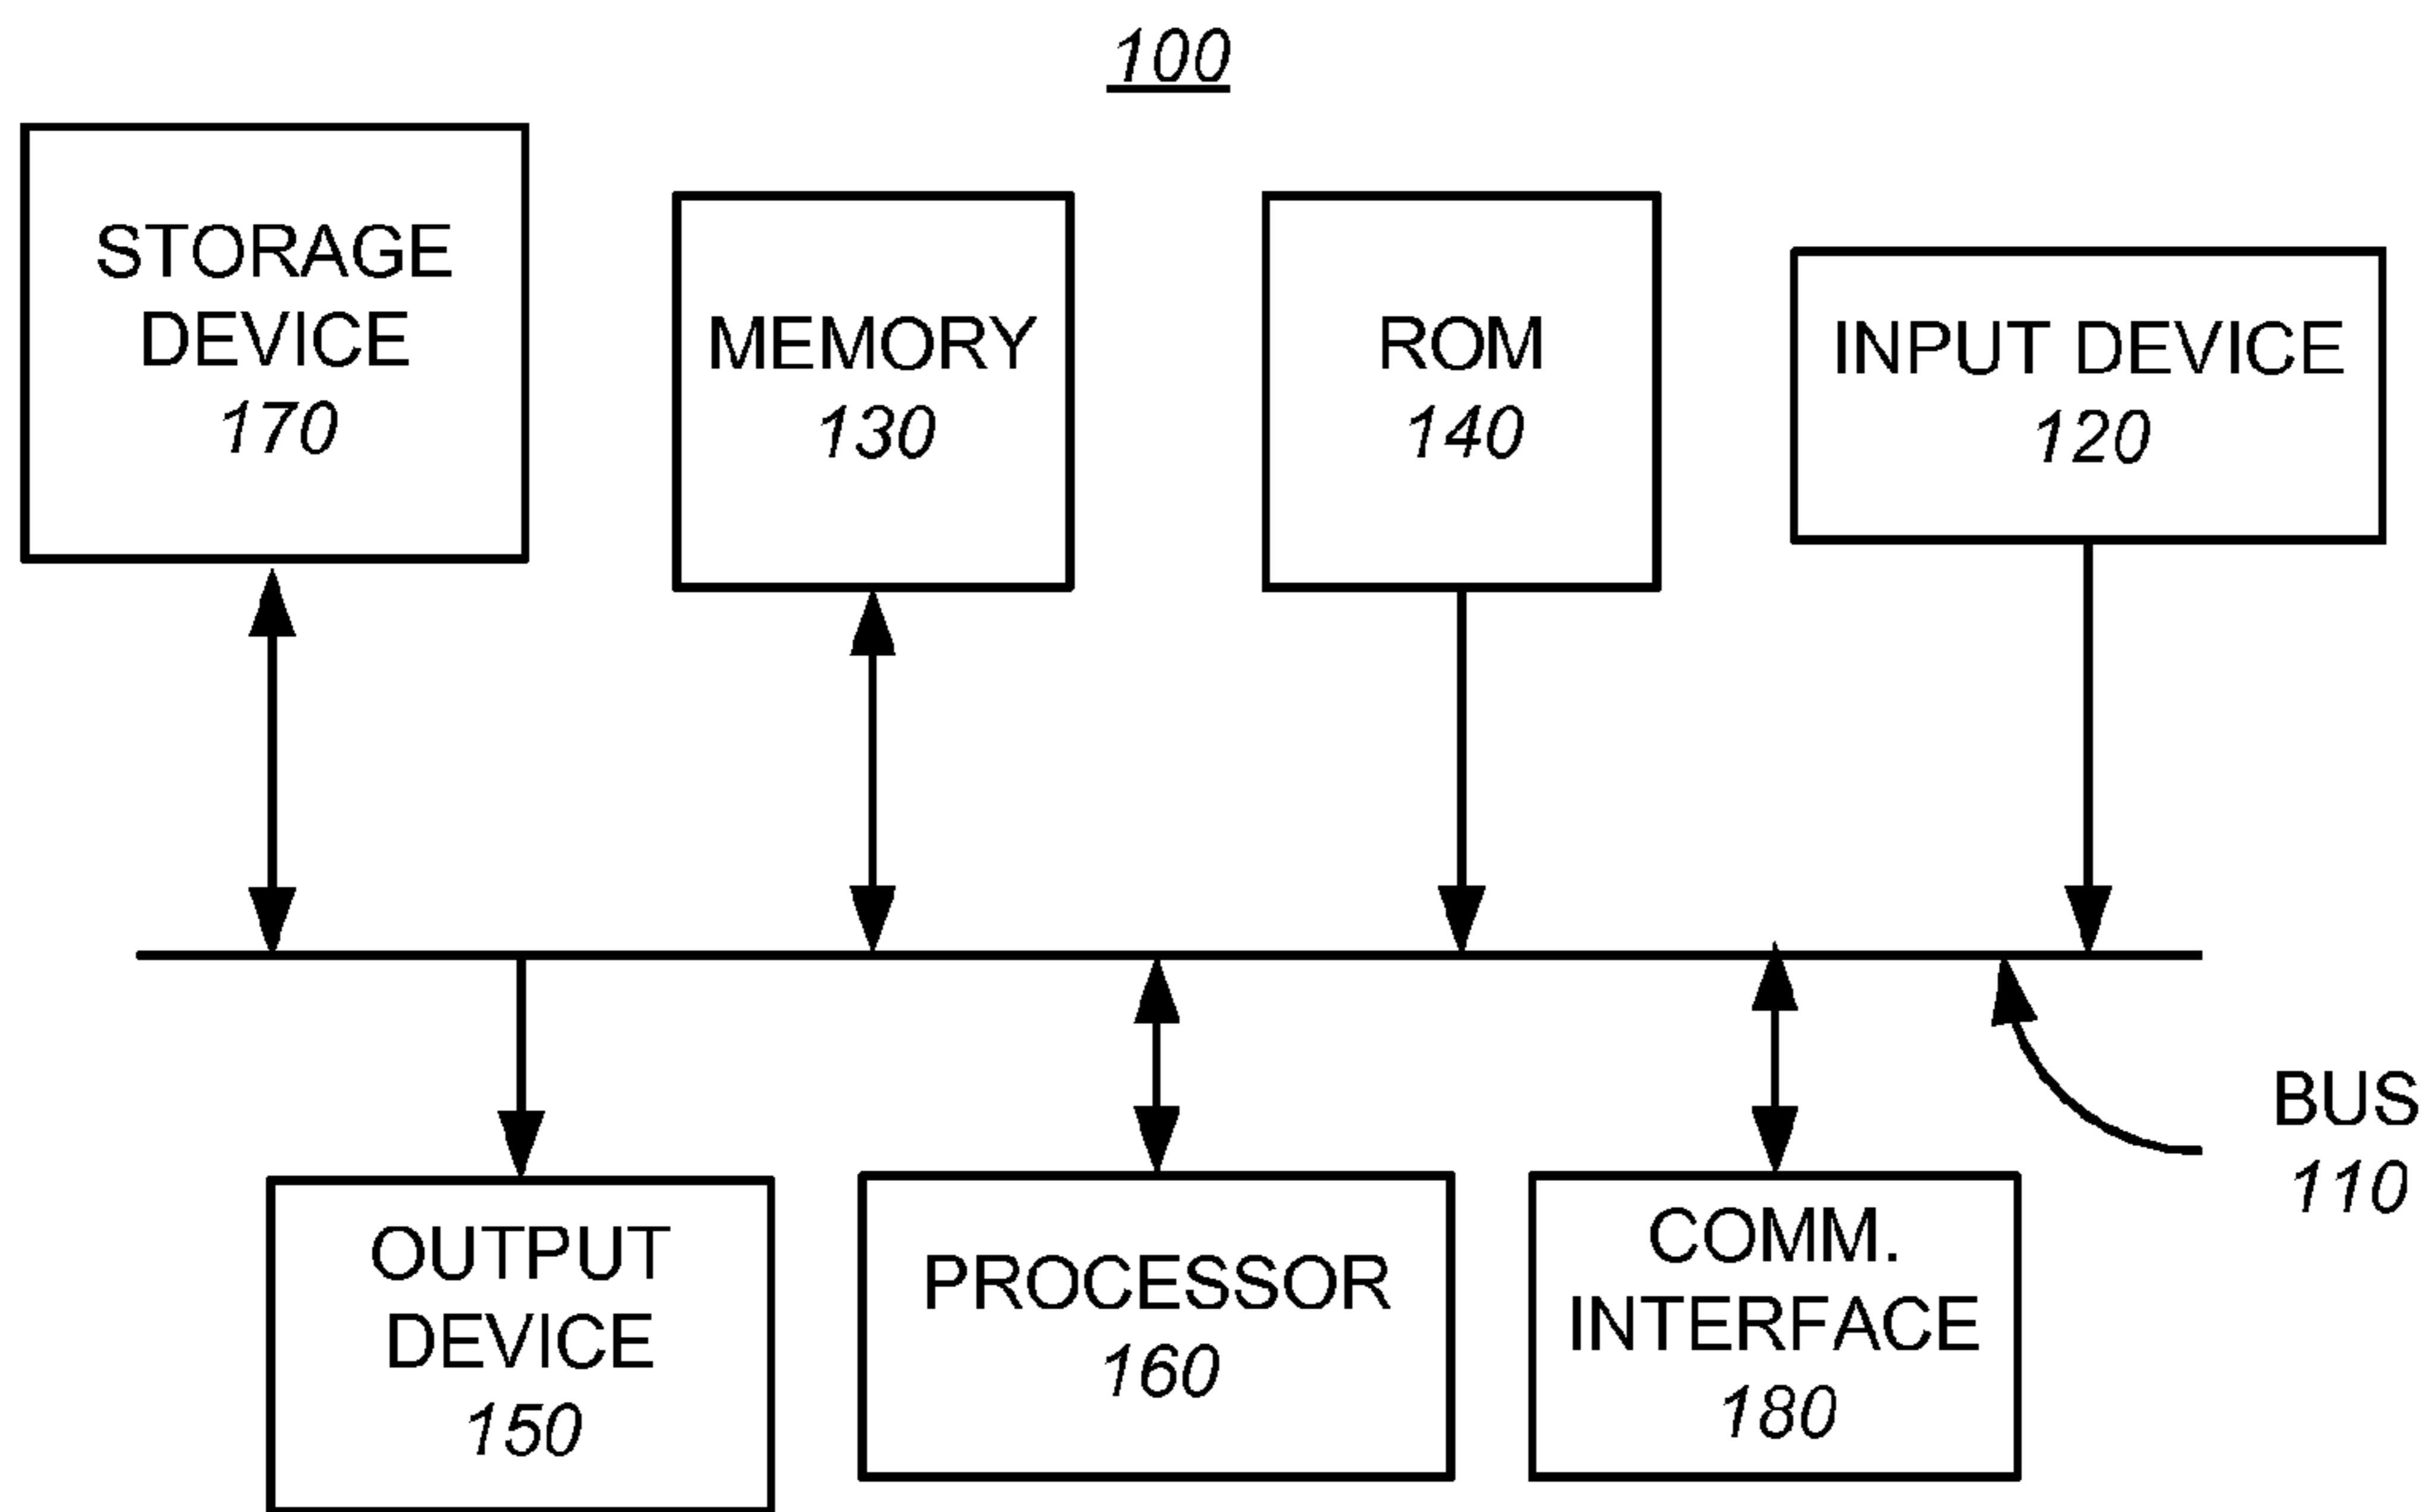 100
STORAGE
DEVICE
170
MEMORY
130
ROM
140
INPUT DEVICE
120
BUS
110
OUTPUT
DEVICE
150
PROCESSOR
160
COMM.
INTERFACE
180